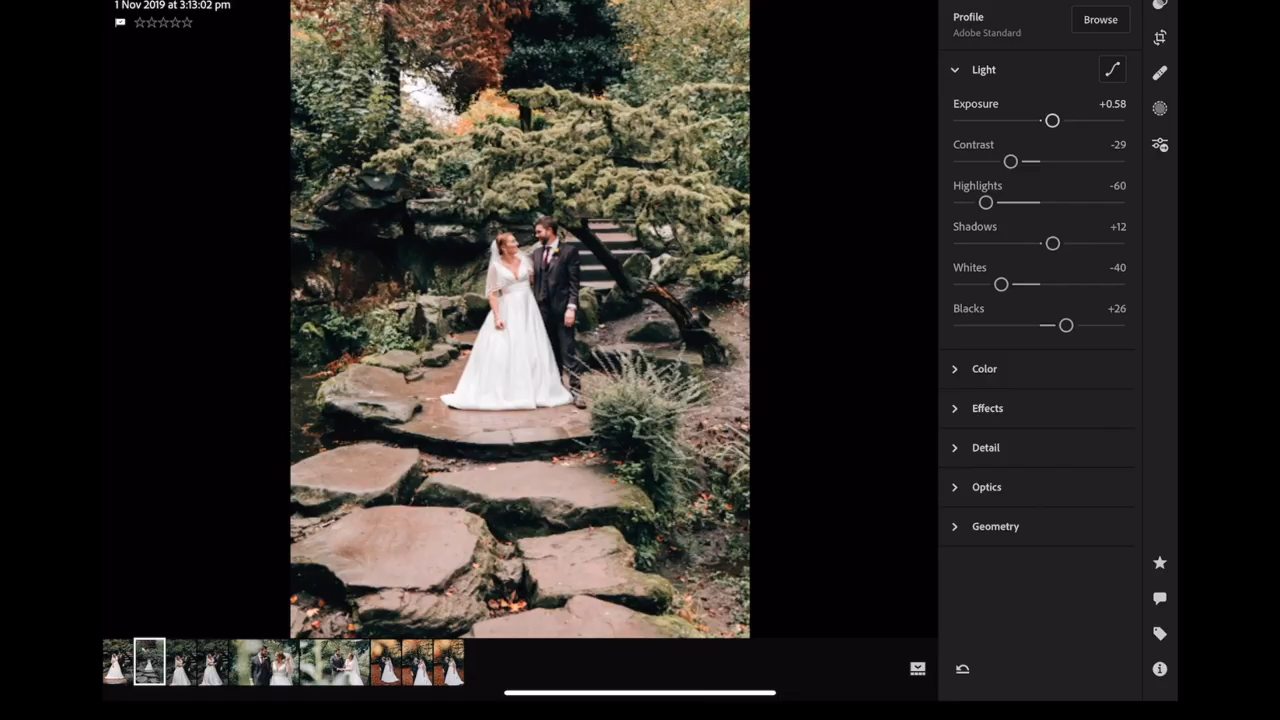 1 Nov 2019 at 3:13:02 pm
Profile
Adobe Standard
Browse
Light
Exposure +0.58
Contrast -29
Highlights -60
Shadows +12
Whites -40
Blacks +26
Color
Effects
Detail
Optics
Geometry